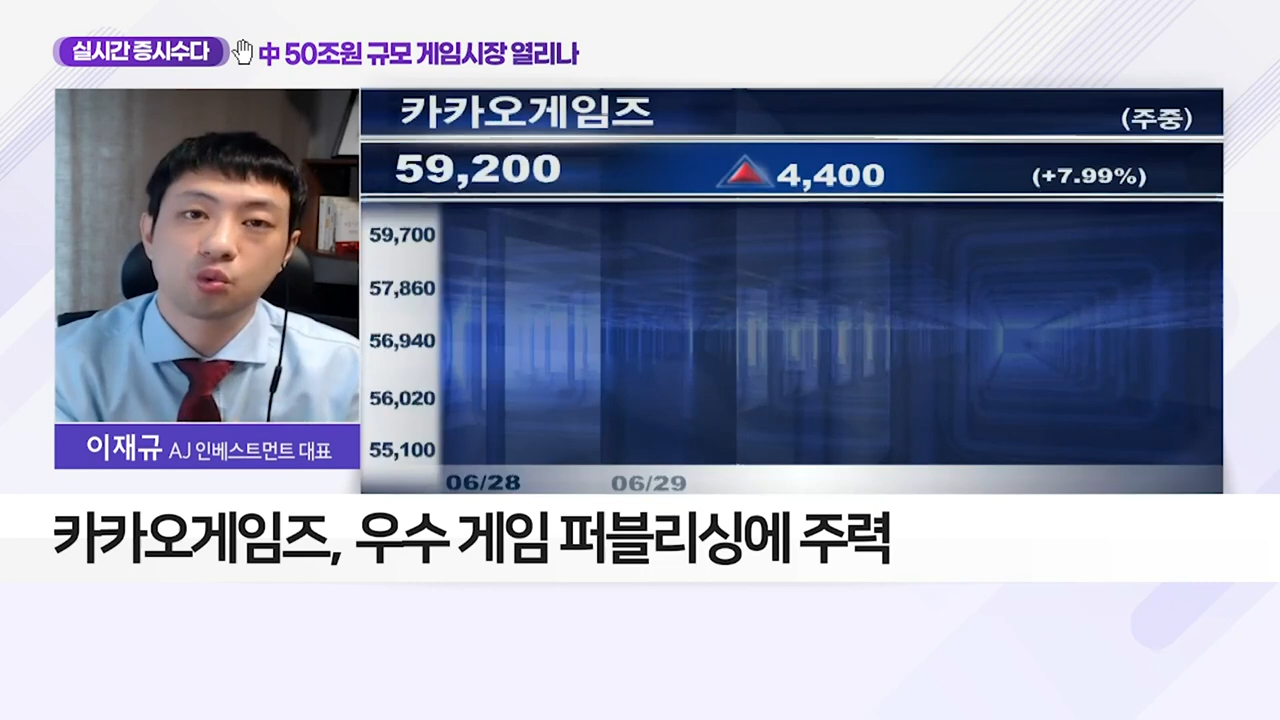 실시간 증시수다 中 50조원 규모 게임시장 열리나
카카오게임즈 (주중)
59,200 4,400 (+7.99%)
59,700
57,860
56,940
56,020
55,100
06/28 06/29
이재규 AJ 인베스트먼트 대표
카카오게임즈, 우수 게임 퍼블리싱에 주력